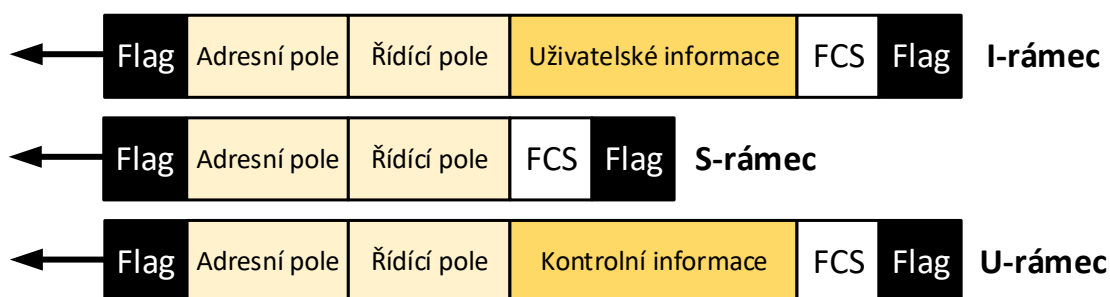 Flag Adresní pole Řídící pole Uživatelské informace FCS Flag I-rámec
Flag Adresní pole Řídící pole FCS Flag S-rámec
Flag Adresní pole Řídící pole Kontrolní informace FCS Flag U-rámec